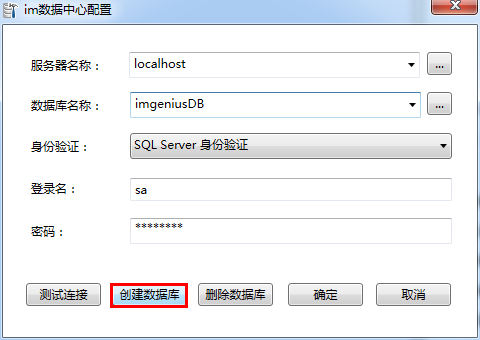 im数据中心配置
服务器名称： localhost ...
数据库名称： imgeniusDB ...
身份验证： SQL Server 身份验证
登录名： sa
密码： ********
测试连接 创建数据库 删除数据库 确定 取消